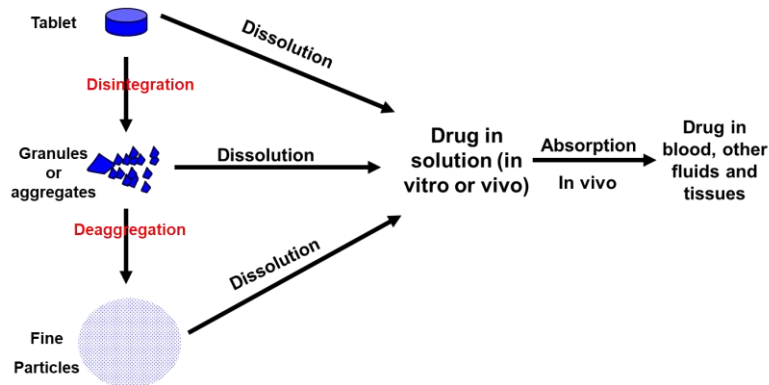 Tablet
Dissolution
Disintegration
Granules
or
aggregates
Dissolution
Drug in
solution (in
vitro or vivo)
Absorption
In vivo
Drug in
blood, other
fluids and
tissues
Deaggregation
Dissolution
Fine
Particles